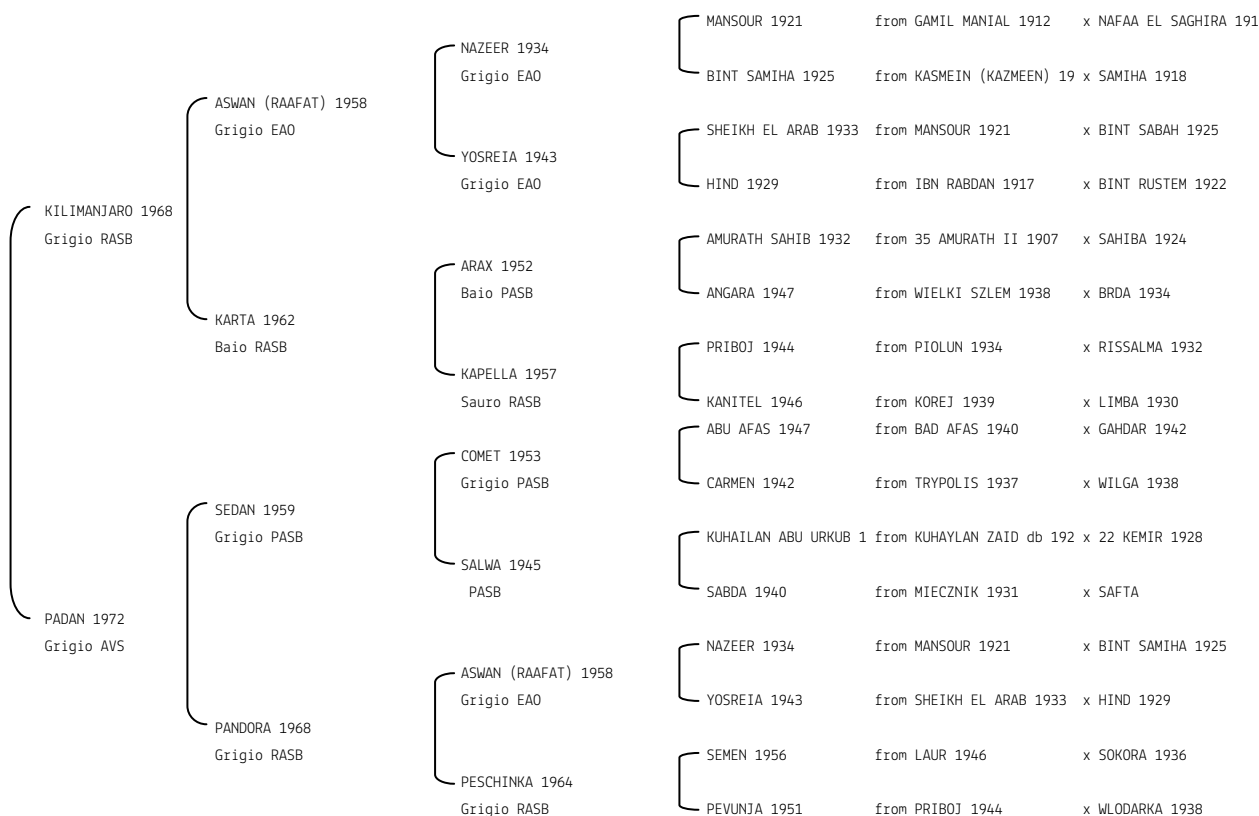 MANSOUR 1921 from GAMIL MANIAL 1912 x NAFAA EL SAGHIRA 191
NAZEER 1934
Grigio EAO BINT SAMIHA 1925 from KASMEIN (KAZMEEN) 19 x SAMIHA 1918
ASWAN (RAAFAT) 1958
Grigio EAO SHEIKH EL ARAB 1933 from MANSOUR 1921 x BINT SABAH 1925
YOSREIA 1943
Grigio EAO HIND 1929 from IBN RABDAN 1917 x BINT RUSTEM 1922
KILIMANJARO 1968
Grigio RASB AMURATH SAHIB 1932 from 35 AMURATH II 1907 x SAHIBA 1924
ARAX 1952
Baio PASB ANGARA 1947 from WIELKI SZLEM 1938 x BRDA 1934
KARTA 1962
Baio RASB PRIBOJ 1944 from PIOLUN 1934 x RISSALMA 1932
KAPELLA 1957
Sauro RASB KANITEL 1946 from KOREJ 1939 x LIMBA 1930
ABU AFAS 1947 from BAD AFAS 1940 x GAHDAR 1942
COMET 1953
Grigio PASB CARMEN 1942 from TRYPOLIS 1937 x WILGA 1938
SEDAN 1959
Grigio PASB KUHAILAN ABU URKUB 1 from KUHAYLAN ZAID db 192 x 22 KEMIR 1928
SALWA 1945
PASB SABDA 1940 from MIECZNIK 1931 x SAFTA
PADAN 1972
Grigio AVS NAZEER 1934 from MANSOUR 1921 x BINT SAMIHA 1925
ASWAN (RAAFAT) 1958
Grigio EAO YOSREIA 1943 from SHEIKH EL ARAB 1933 x HIND 1929
PANDORA 1968
Grigio RASB SEMEN 1956 from LAUR 1946 x SOKORA 1936
PESCHINKA 1964
Grigio RASB PEVUNJA 1951 from PRIBOJ 1944 x WLODARKA 1938